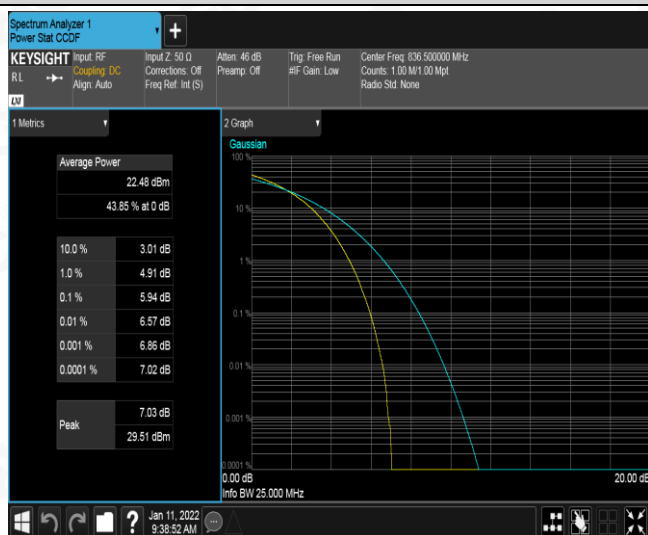 Spectrum Analyzer 1
Power Stat CCDF
+
KEYSIGHT
RL
LXI
Input: RF
Coupling: DC
Align: Auto
Input Z: 50 Ω
Corrections: Off
Freq Ref: Int (S)
Atten: 46 dB
Preamp: Off
Trig: Free Run
#IF Gain: Low
Center Freq: 836.500000 MHz
Counts: 1.00 M/1.00 Mpt
Radio Std: None
1 Metrics
Average Power
22.48 dBm
43.85 % at 0 dB
10.0 % 3.01 dB
1.0 % 4.91 dB
0.1 % 5.94 dB
0.01 % 6.57 dB
0.001 % 6.86 dB
0.0001 % 7.02 dB
Peak
7.03 dB
29.51 dBm
2 Graph
Gaussian
100 %
10 %
1 %
0.1 %
0.01 %
0.001 %
0.0001 %
0.00 dB 20.00 dB
Info BW 25.000 MHz
?
Jan 11, 2022
9:38:52 AM